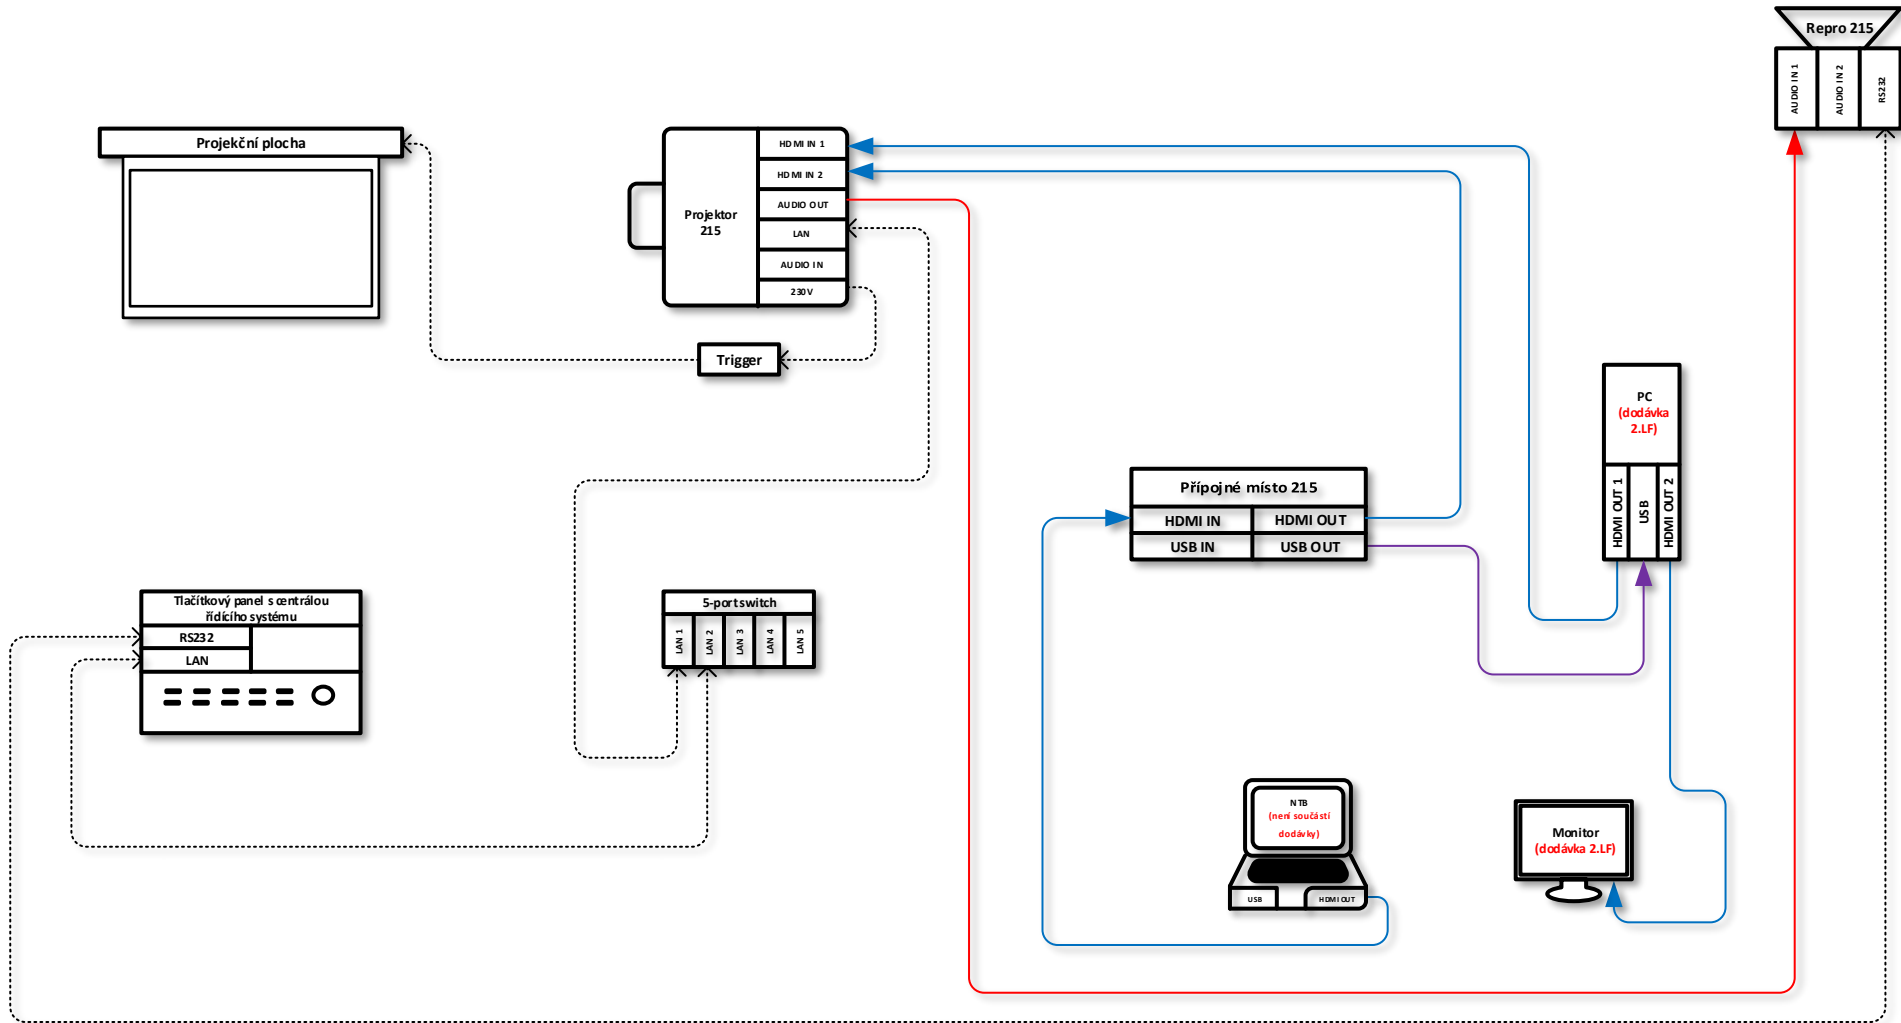 Repro 215
AUDIO IN 1
AUDIO IN 2
RS232
Projekční plocha
Projektor
215
HDMI IN 1
HDMI IN 2
AUDIO OUT
LAN
AUDIO IN
230V
Trigger
PC
(dodávka
2.LF)
HDMI OUT 1
USB
HDMI OUT 2
Přípojné místo 215
HDMI IN
HDMI OUT
USB IN
USB OUT
Tlačítkový panel s centrálou
řídícího systému
RS232
LAN
5-port switch
LAN 1
LAN 2
LAN 3
LAN 4
LAN 5
NTB
(není součástí
dodávky)
USB
HDMI OUT
Monitor
(dodávka 2.LF)